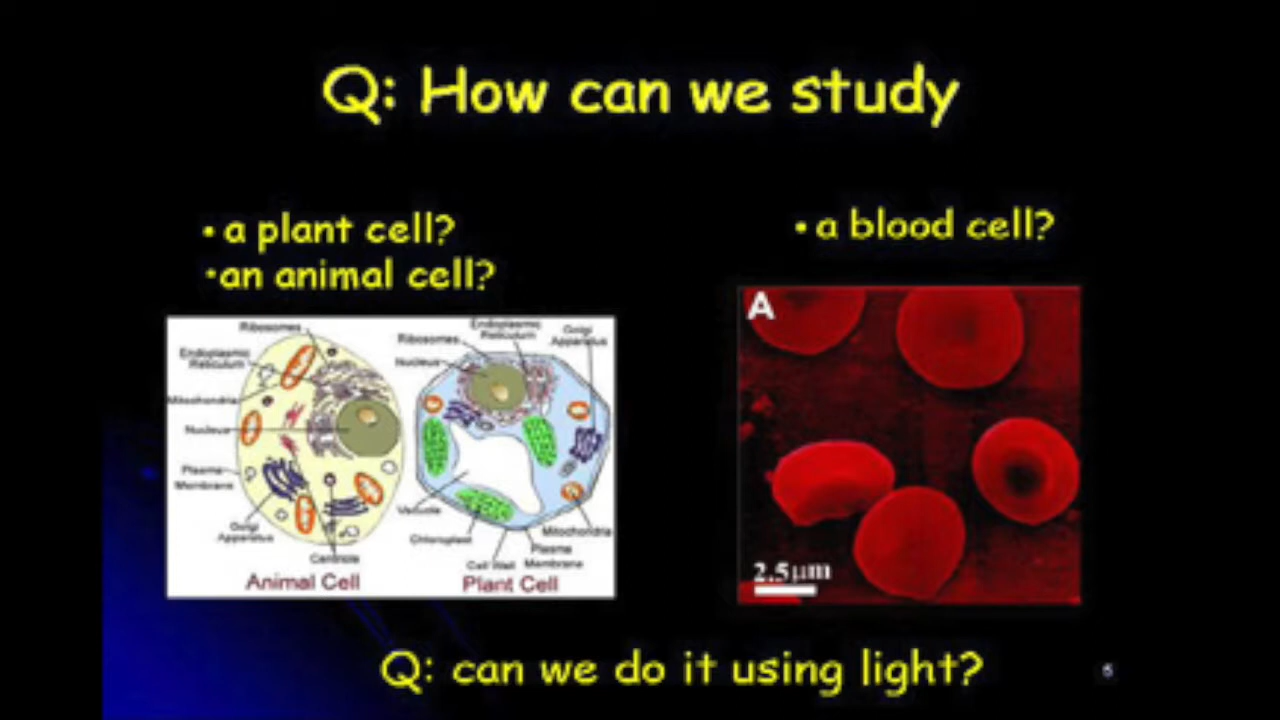 Q: How can we study
• a plant cell?
•an animal cell?
• a blood cell?
Ribosomes
Endoplasmic
Reticulum
Mitochondria
Nucleus
Plasma
Membrane
Golgi
Apparatus
Centriole
Animal Cell
Endoplasmic
Reticulum
Golgi
Apparatus
Ribosomes
Nucleus
Vacuole
Chloroplast
Cell Wall
Mitochondria
Plasma
Membrane
Plant Cell
A
2.5µm
Q: can we do it using light?